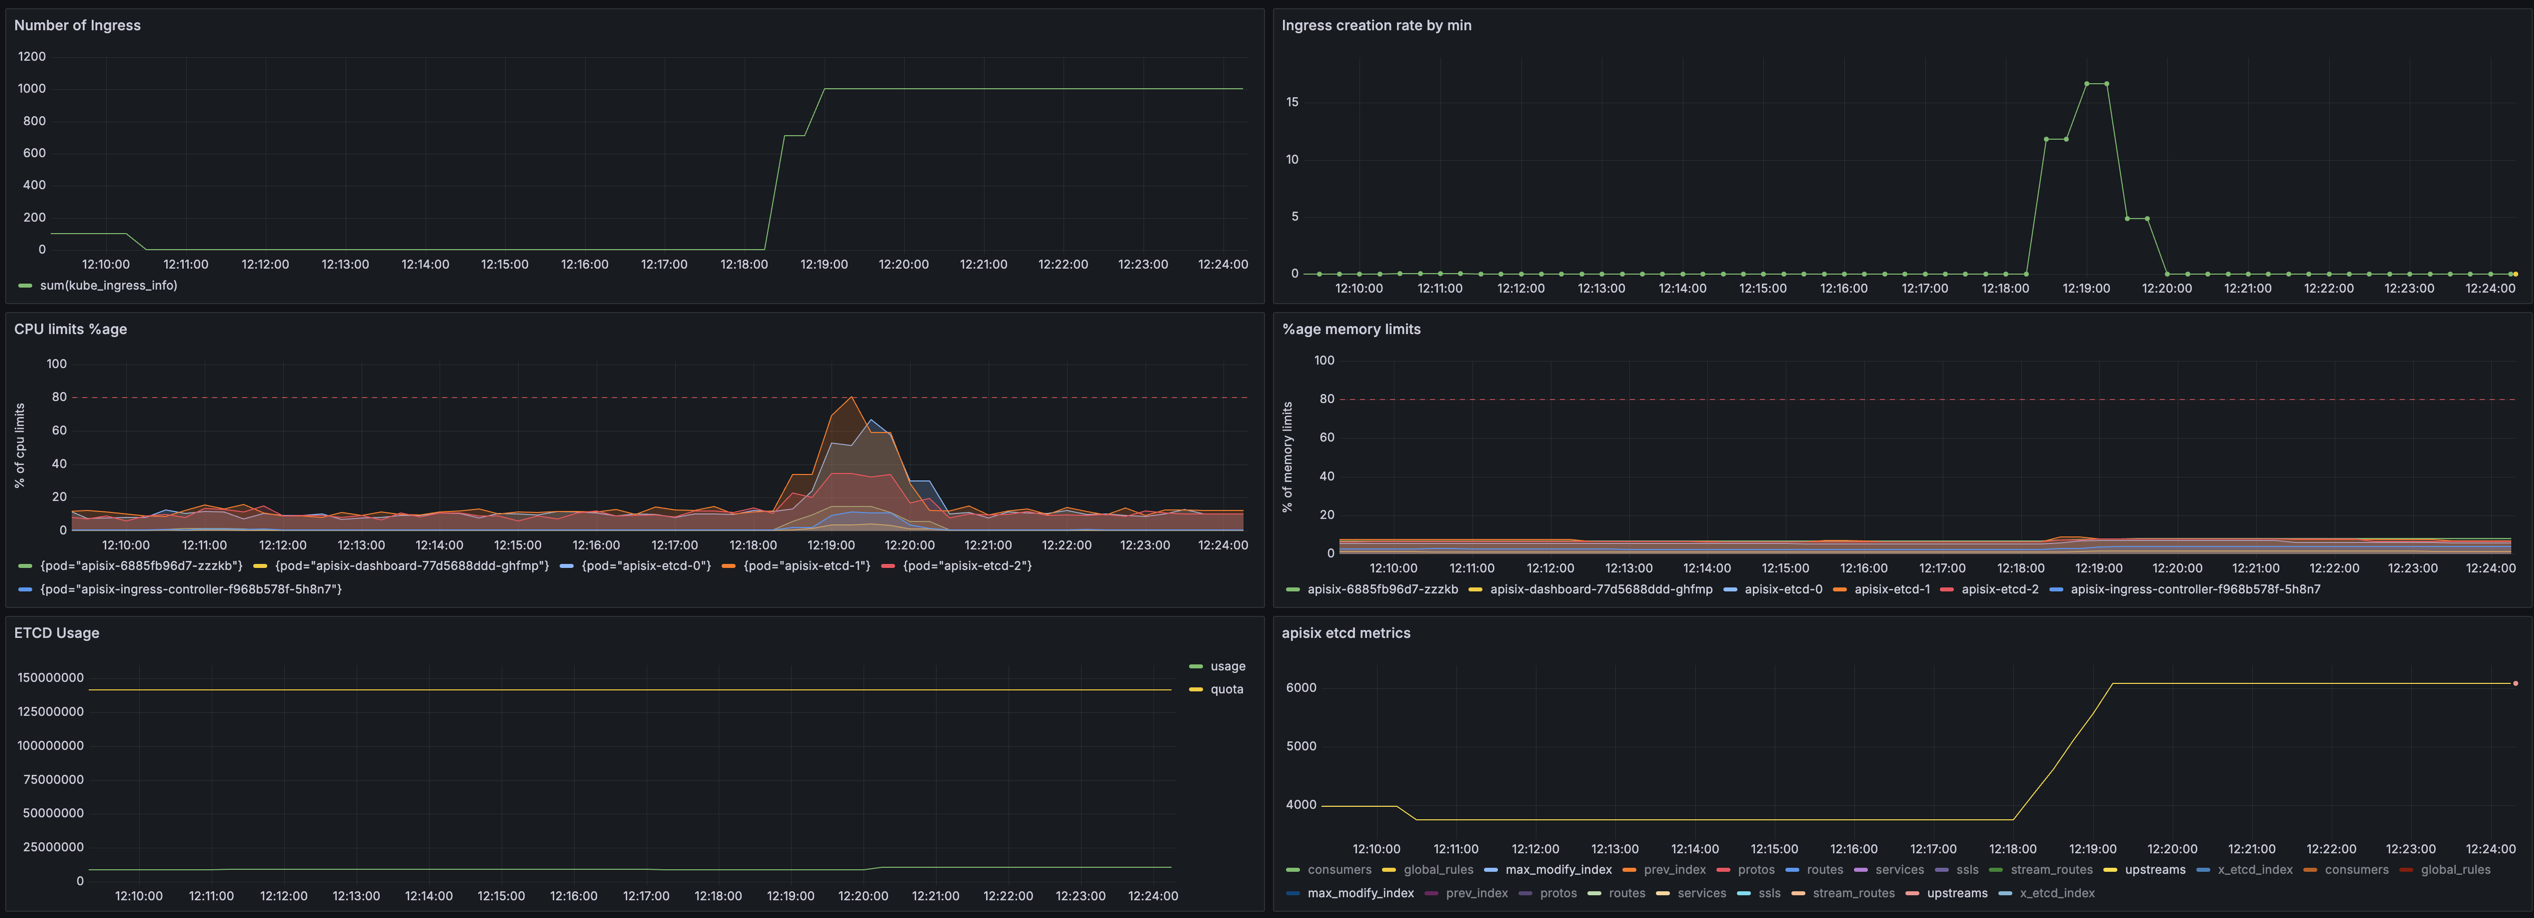 Number of Ingress
1200
1000
800
600
400
200
0
12:10:00 12:11:00 12:12:00 12:13:00 12:14:00 12:15:00 12:16:00 12:17:00 12:18:00 12:19:00 12:20:00 12:21:00 12:22:00 12:23:00 12:24:00
sum(kube_ingress_info)
Ingress creation rate by min
15
10
5
0
12:10:00 12:11:00 12:12:00 12:13:00 12:14:00 12:15:00 12:16:00 12:17:00 12:18:00 12:19:00 12:20:00 12:21:00 12:22:00 12:23:00 12:24:00
CPU limits %age
% of cpu limits
100
80
60
40
20
0
12:10:00 12:11:00 12:12:00 12:13:00 12:14:00 12:15:00 12:16:00 12:17:00 12:18:00 12:19:00 12:20:00 12:21:00 12:22:00 12:23:00 12:24:00
{pod="apisix-6885fb96d7-zzzkb"} {pod="apisix-dashboard-77d5688ddd-ghfmp"} {pod="apisix-etcd-0"} {pod="apisix-etcd-1"} {pod="apisix-etcd-2"}
{pod="apisix-ingress-controller-f968b578f-5h8n7"}
%age memory limits
% of memory limits
100
80
60
40
20
0
12:10:00 12:11:00 12:12:00 12:13:00 12:14:00 12:15:00 12:16:00 12:17:00 12:18:00 12:19:00 12:20:00 12:21:00 12:22:00 12:23:00 12:24:00
apisix-6885fb96d7-zzzkb apisix-dashboard-77d5688ddd-ghfmp apisix-etcd-0 apisix-etcd-1 apisix-etcd-2 apisix-ingress-controller-f968b578f-5h8n7
ETCD Usage
150000000
125000000
100000000
75000000
50000000
25000000
0
12:10:00 12:11:00 12:12:00 12:13:00 12:14:00 12:15:00 12:16:00 12:17:00 12:18:00 12:19:00 12:20:00 12:21:00 12:22:00 12:23:00 12:24:00
usage
quota
apisix etcd metrics
6000
5000
4000
12:10:00 12:11:00 12:12:00 12:13:00 12:14:00 12:15:00 12:16:00 12:17:00 12:18:00 12:19:00 12:20:00 12:21:00 12:22:00 12:23:00 12:24:00
consumers global_rules max_modify_index prev_index protos routes services ssls stream_routes upstreams x_etcd_index consumers global_rules
max_modify_index prev_index protos routes services ssls stream_routes upstreams x_etcd_index